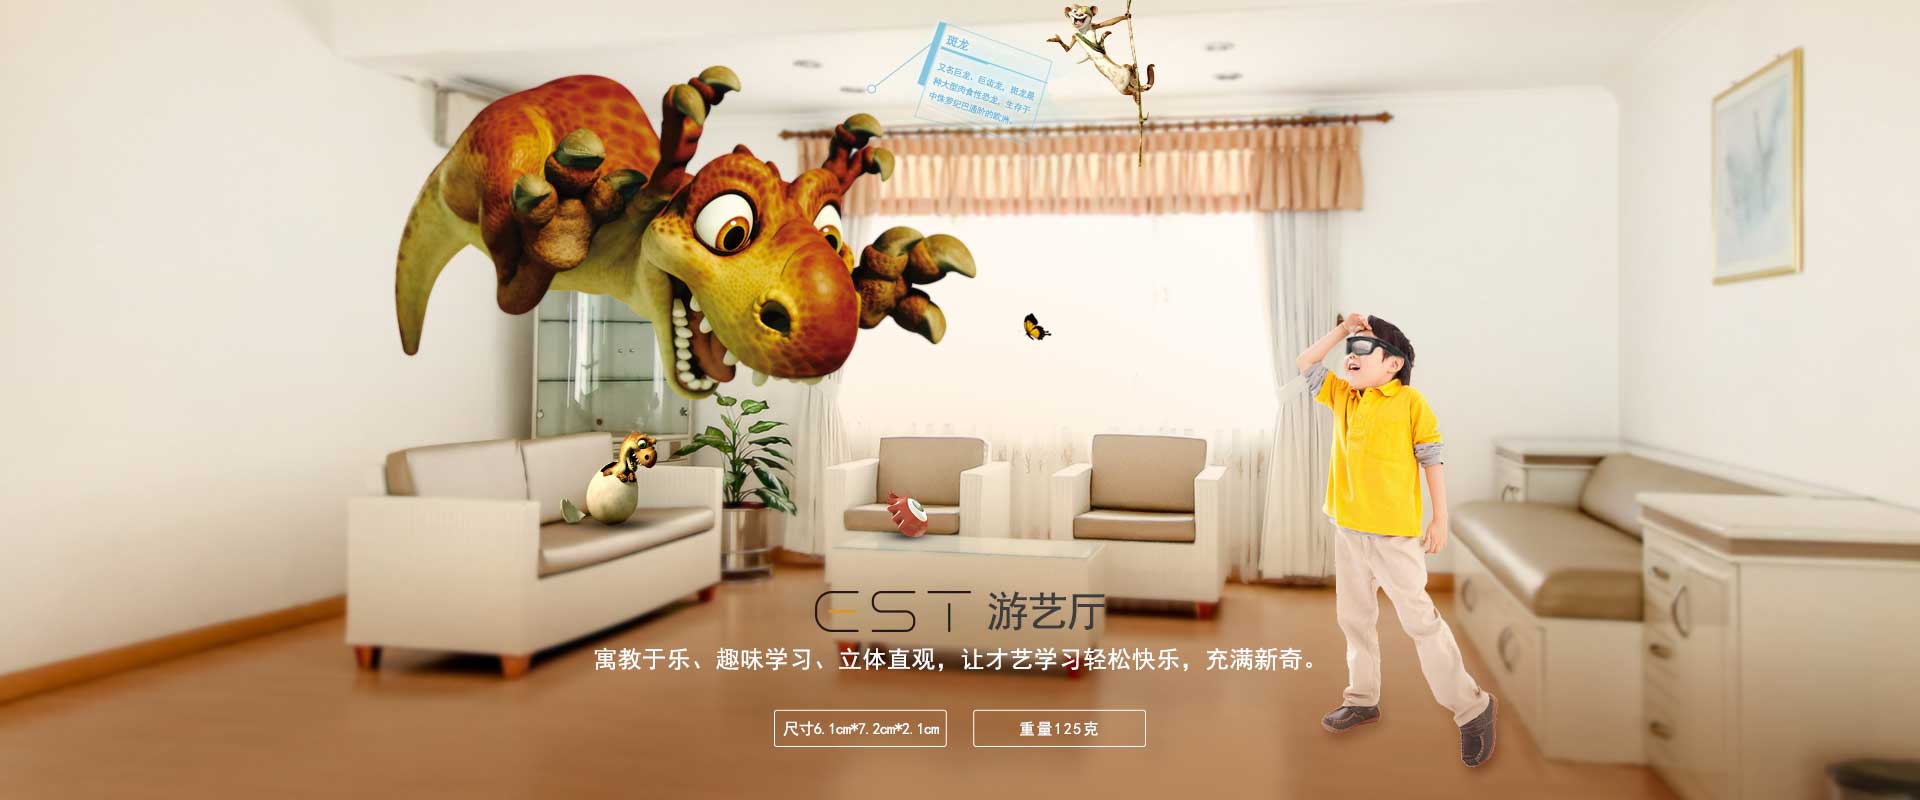 斑龙
又名巨龙、巨齿龙，斑龙是
种大型肉食性恐龙，生存于
中侏罗纪巴通阶的欧洲。
EST 游艺厅
寓教于乐、趣味学习、立体直观，让才艺学习轻松快乐，充满新奇。
尺寸6.1cm*7.2cm*2.1cm
重量125克